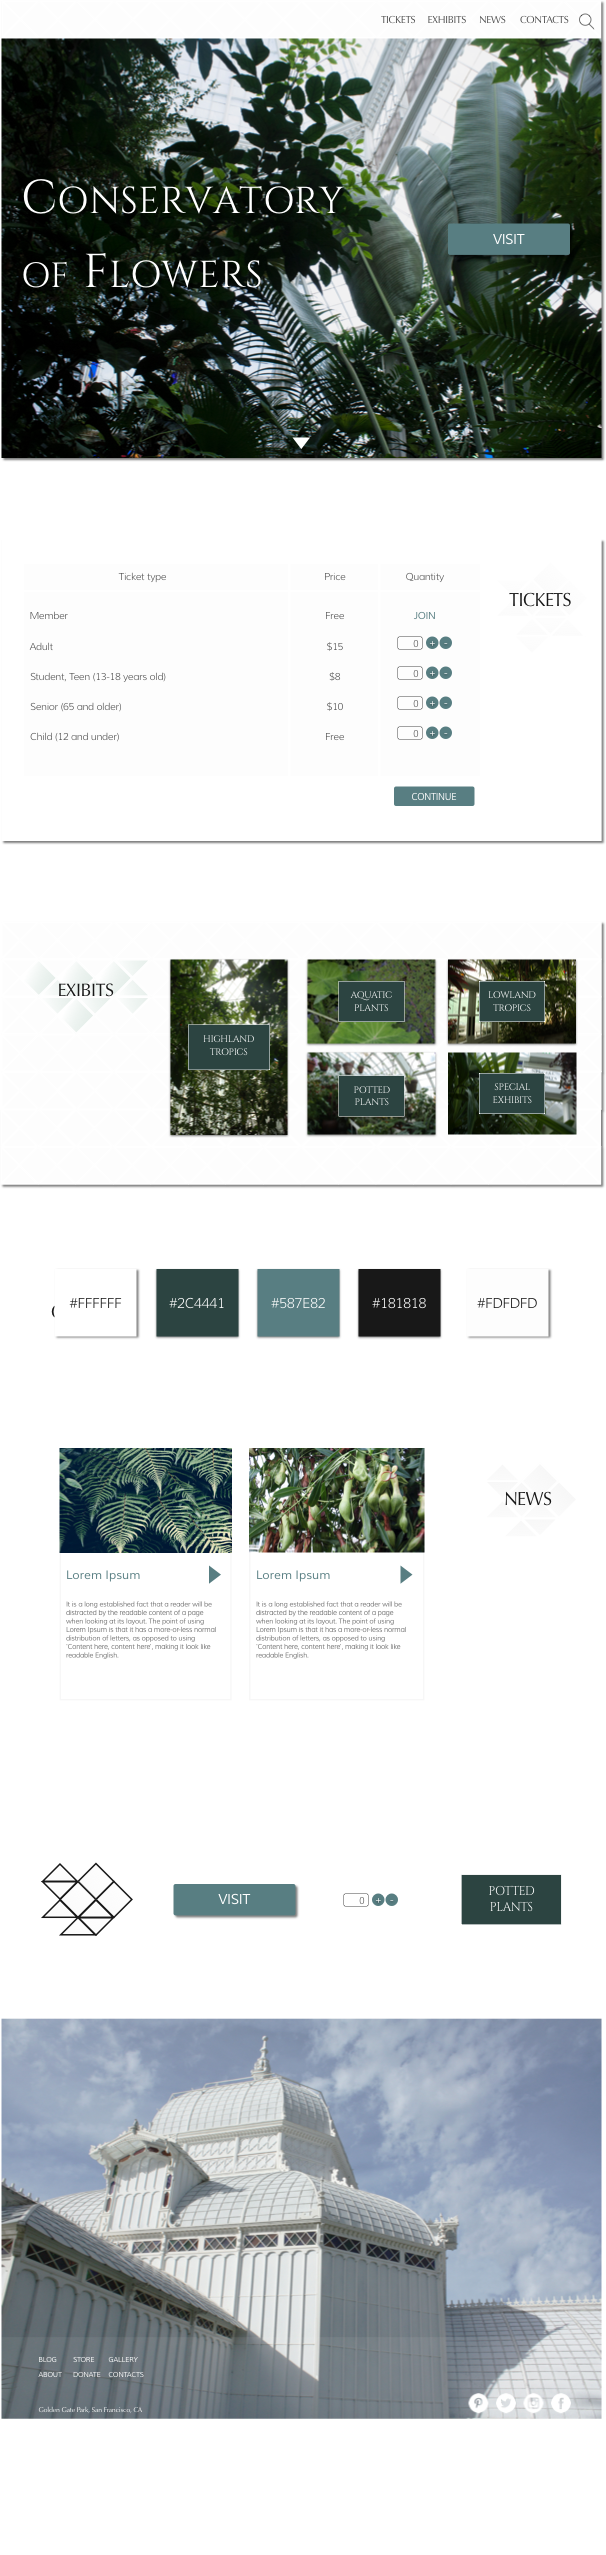 TICKETS EXHIBITS NEWS CONTACTS
Conservatory
of Flowers
VISIT
Ticket type Price Quantity
TICKETS
Member Free JOIN
Adult $15 0 + -
Student, Teen (13-18 years old) $8 0 + -
Senior (65 and older) $10 0 + -
Child (12 and under) Free 0 + -
CONTINUE
EXIBITS
HIGHLAND
TROPICS
AQUATIC
PLANTS
LOWLAND
TROPICS
POTTED
PLANTS
SPECIAL
EXHIBITS
#FFFFFF #2C4441 #587E82 #181818 #FDFDFD
NEWS
Lorem Ipsum
It is a long established fact that a reader will be
distracted by the readable content of a page
when looking at its layout. The point of using
Lorem Ipsum is that it has a more-or-less normal
distribution of letters, as opposed to using
'Content here, content here', making it look like
readable English.
Lorem Ipsum
It is a long established fact that a reader will be
distracted by the readable content of a page
when looking at its layout. The point of using
Lorem Ipsum is that it has a more-or-less normal
distribution of letters, as opposed to using
'Content here, content here', making it look like
readable English.
VISIT
0 + -
POTTED
PLANTS
BLOG STORE GALLERY
ABOUT DONATE CONTACTS
Golden Gate Park, San Francisco, CA